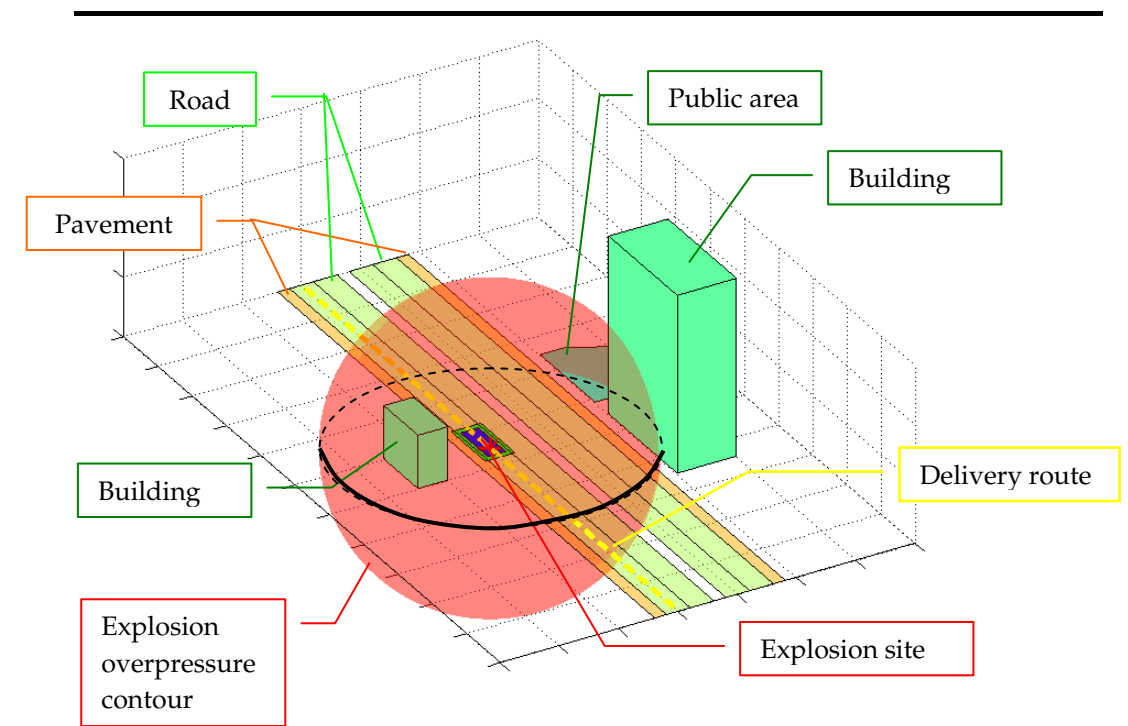 Road
Public area
Building
Pavement
Building
Delivery route
Explosion
overpressure
contour
Explosion site